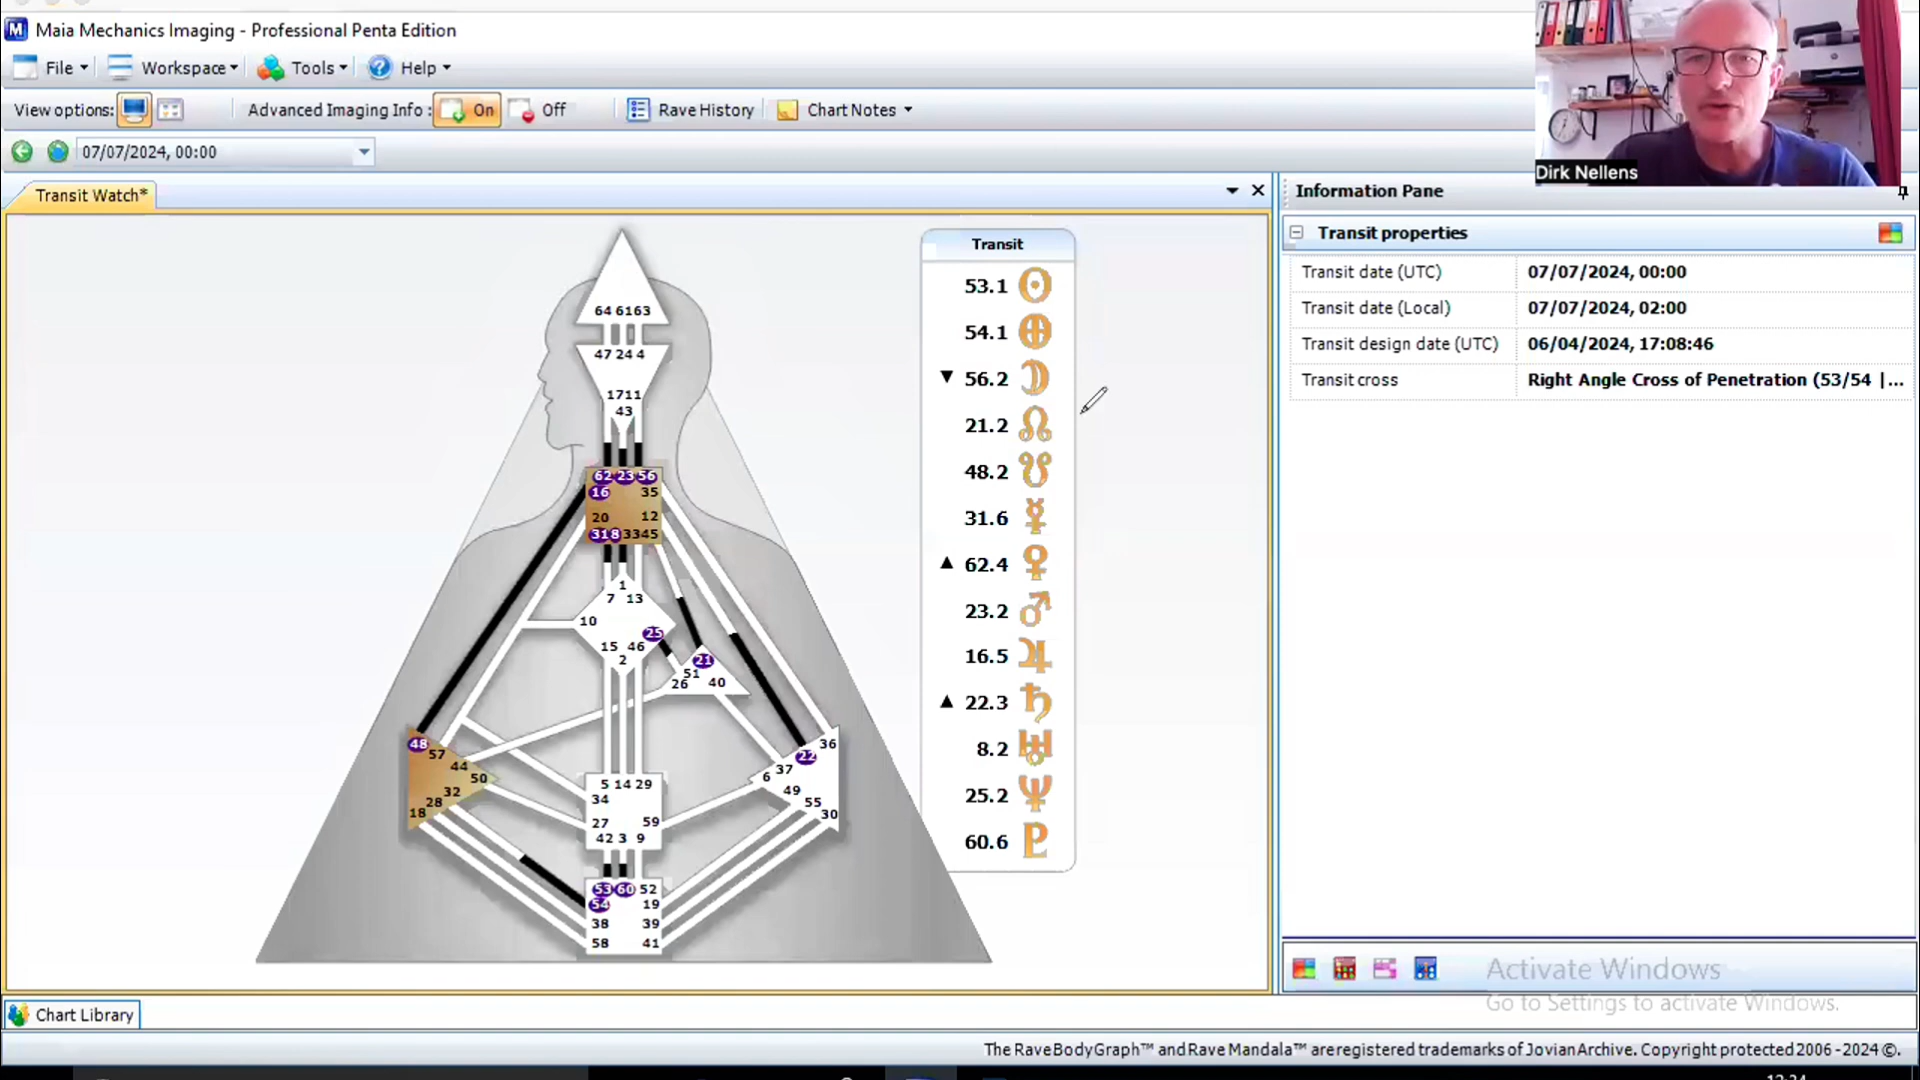 Maia Mechanics Imaging - Professional Penta Edition
File Workspace Tools Help
View options: Advanced Imaging Info : On Off Rave History Chart Notes
07/07/2024, 00:00
Dirk Nellens
Transit Watch*
64 61 63
47 24 4
17 11
43
62 23 56
16 35
20 12
31 8 33 45
1
7 13
10
25
15 46
2
21
51
26 40
48
57
44
50
32
28
18
36
22
37
6
49
55
30
5 14 29
34
27 59
42 3 9
53 60 52
54 19
38 39
58 41
Transit
53.1
54.1
▼ 56.2
21.2
48.2
31.6
▲ 62.4
23.2
16.5
▲ 22.3
8.2
25.2
60.6
Information Pane
Transit properties
Transit date (UTC) 07/07/2024, 00:00
Transit date (Local) 07/07/2024, 02:00
Transit design date (UTC) 06/04/2024, 17:08:46
Transit cross Right Angle Cross of Penetration (53/54 |...
Activate Windows
Go to Settings to activate Windows.
Chart Library
The RaveBodyGraph™ and Rave Mandala™ are registered trademarks of JovianArchive. Copyright protected 2006 - 2024 ©.